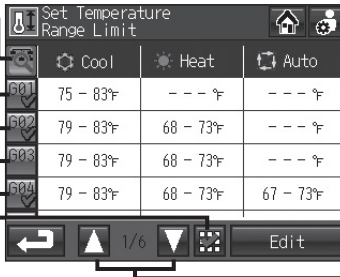 Set Temperature
Range Limit
Cool Heat Auto
G01 75 - 83°F - - - °F - - - °F
G02 79 - 83°F 68 - 73°F - - - °F
G03 79 - 83°F 68 - 73°F - - - °F
G04 79 - 83°F 68 - 73°F 67 - 73°F
1/6 Edit